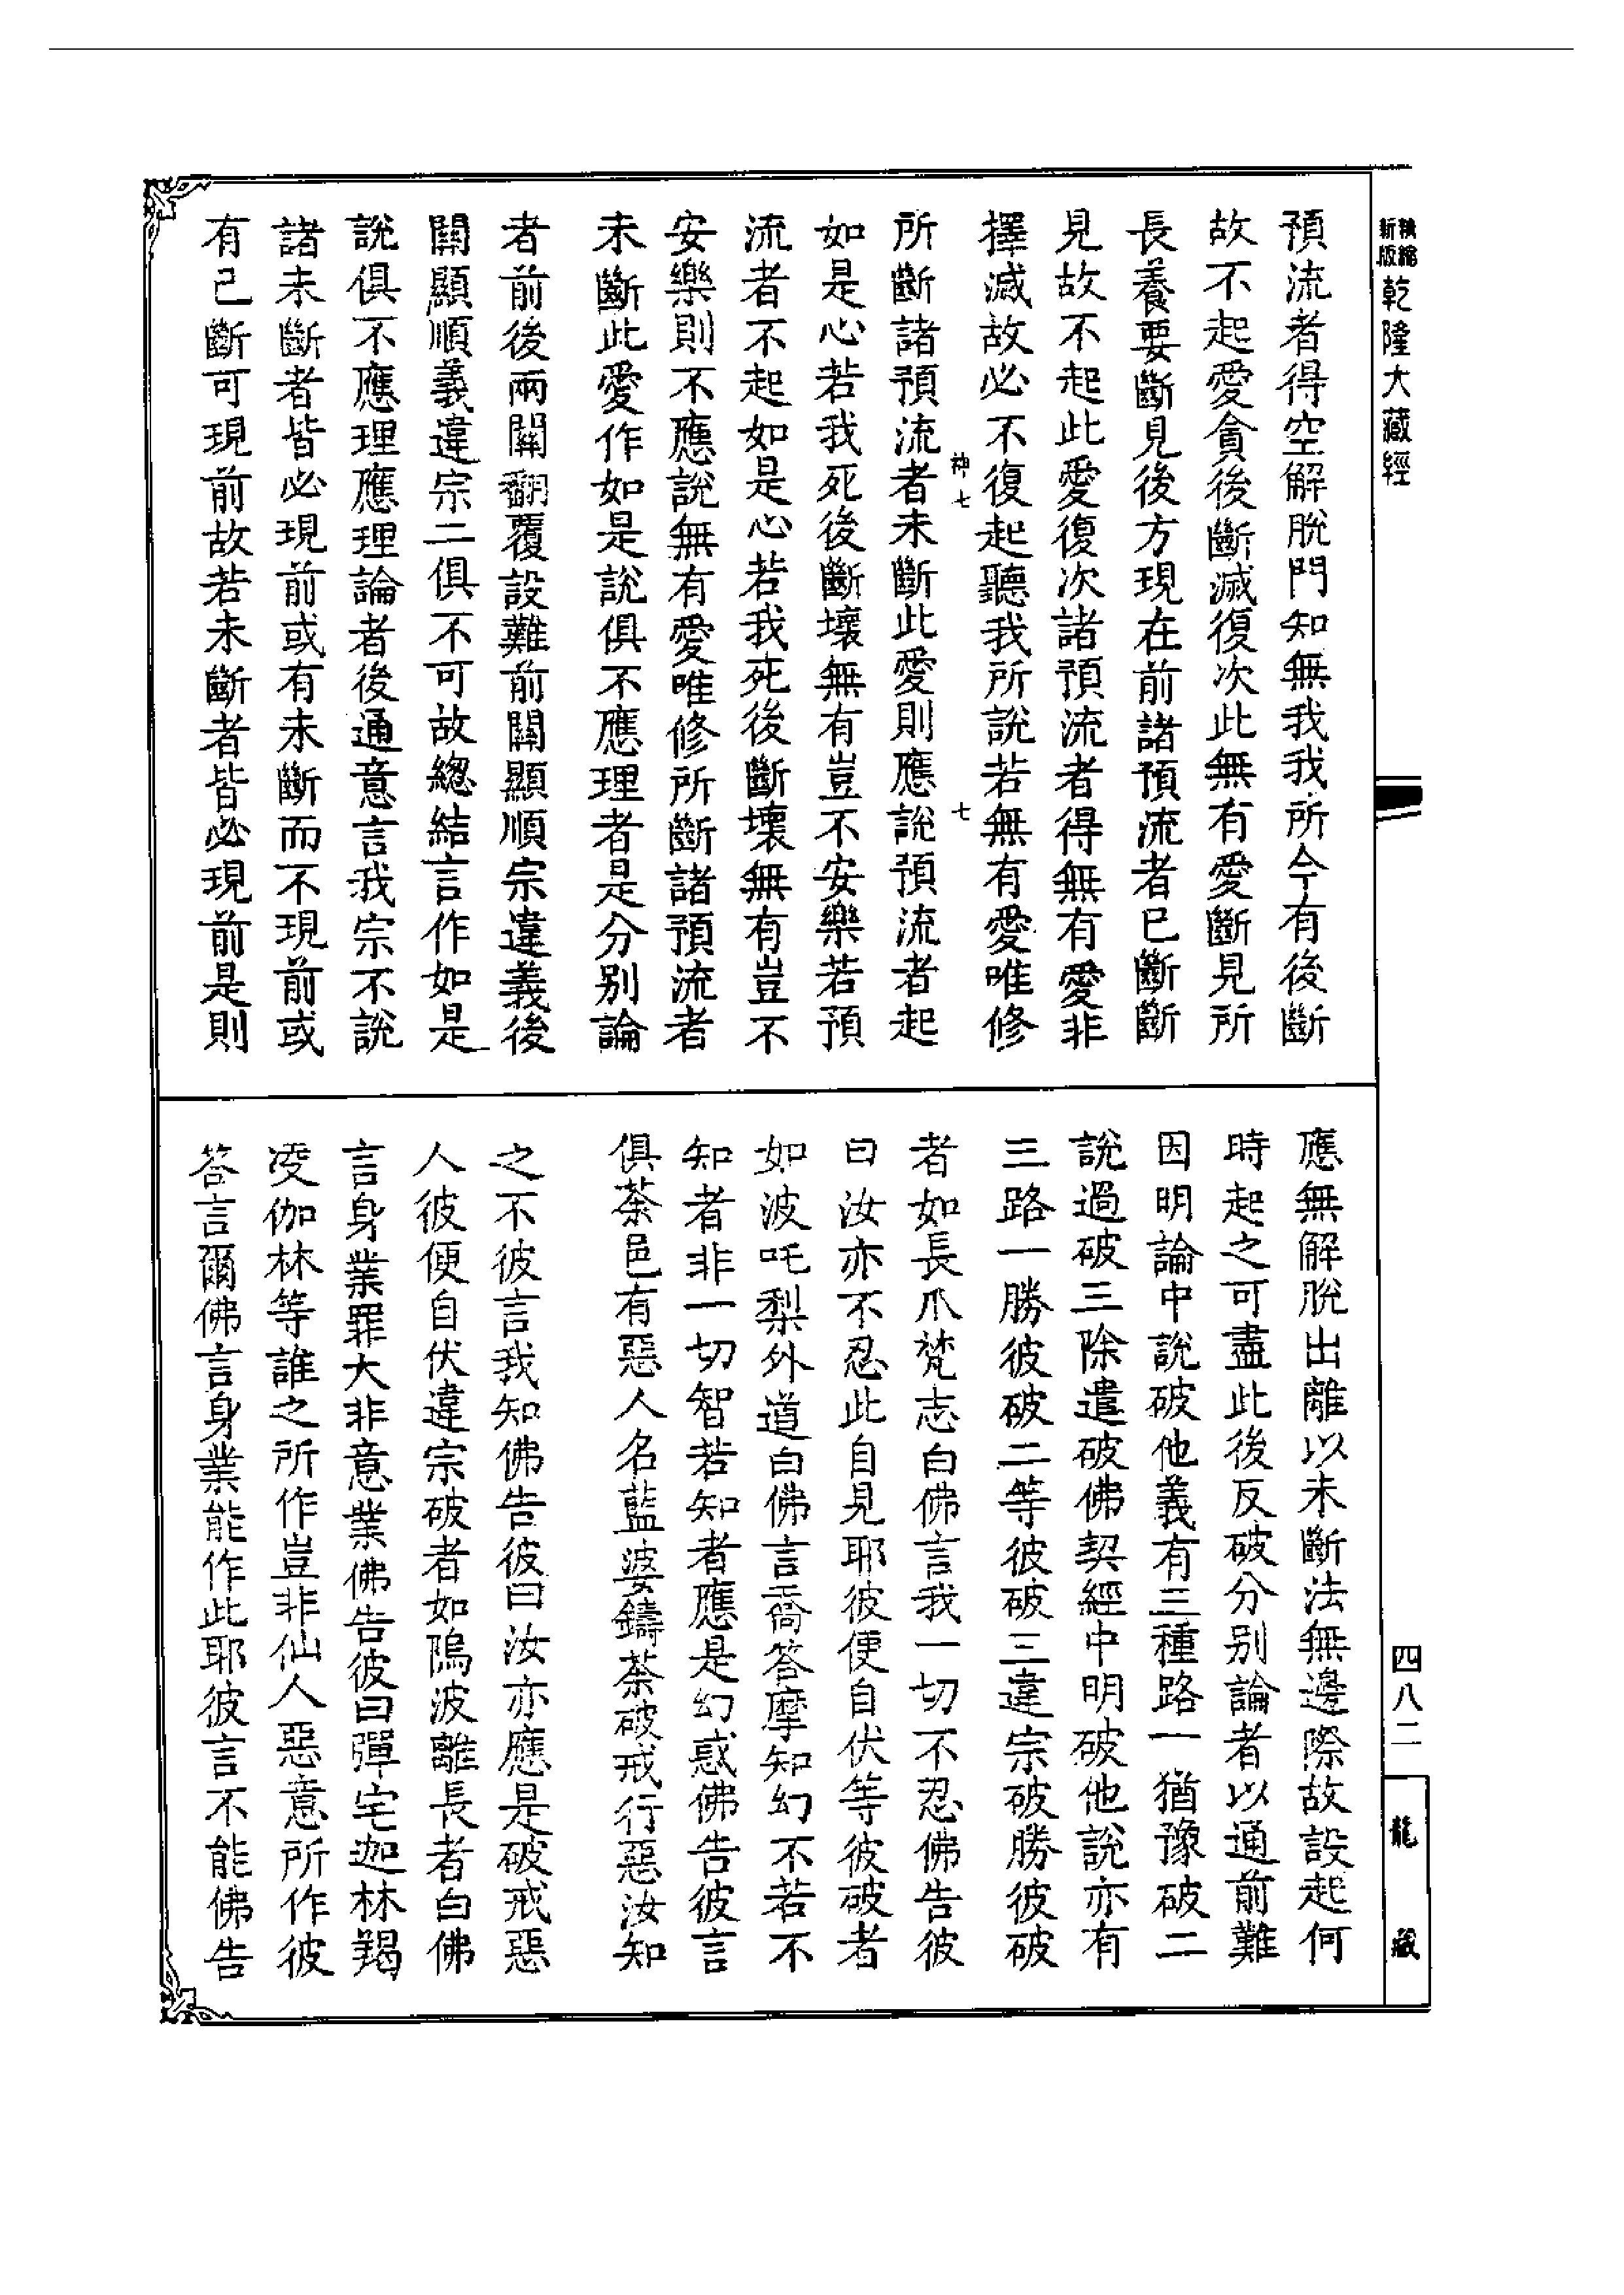 精縮
新版
乾隆大藏經
預流者得空解脫門知無我我所今有後斷
故不起愛貪後斷滅復次此無有愛斷見所
長養要斷見後方現在前諸預流者已斷斷
見故不起此愛復次諸預流者得無有愛非
擇滅故必不復起聽我所說若無有愛唯修
神七
七
所斷諸預流者未斷此愛則應說預流者起
如是心若我死後斷壞無有豈不安樂若預
流者不起如是心若我死後斷壞無有豈不
安樂則不應說無有愛唯修所斷諸預流者
未斷此愛作如是說俱不應理者是分別論
者前後兩關翻覆設難前關顯順宗違義後
關顯順義違宗二俱不可故總結言作如是
說俱不應理應理論者後通意言我宗不說
諸未斷者皆必現前或有未斷而不現前或
有已斷可現前故若未斷者皆必現前是則
應無解脫出離以未斷法無邊際故設起何
時起之可盡此後反破分別論者以通前難
因明論中說破他義有三種路一猶豫破二
說過破三除遣破佛契經中明破他說亦有
三路一勝彼破二等彼破三違宗破勝彼破
者如長爪梵志白佛言我一切不忍佛告彼
曰汝亦不忍此自見耶彼便自伏等彼破者
如波吒梨外道白佛言喬答摩知幻不若不
知者非一切智若知者應是幻惑佛告彼言
俱荼邑有惡人名藍婆鑄荼破戒行惡汝知
之不彼言我知佛告彼曰汝亦應是破戒惡
人彼便自伏違宗破者如鄔波離長者白佛
言身業罪大非意業佛告彼曰彈宅迦林羯
凌伽林等誰之所作豈非仙人惡意所作彼
答言爾佛言身業能作此耶彼言不能佛告
四八二
龍藏